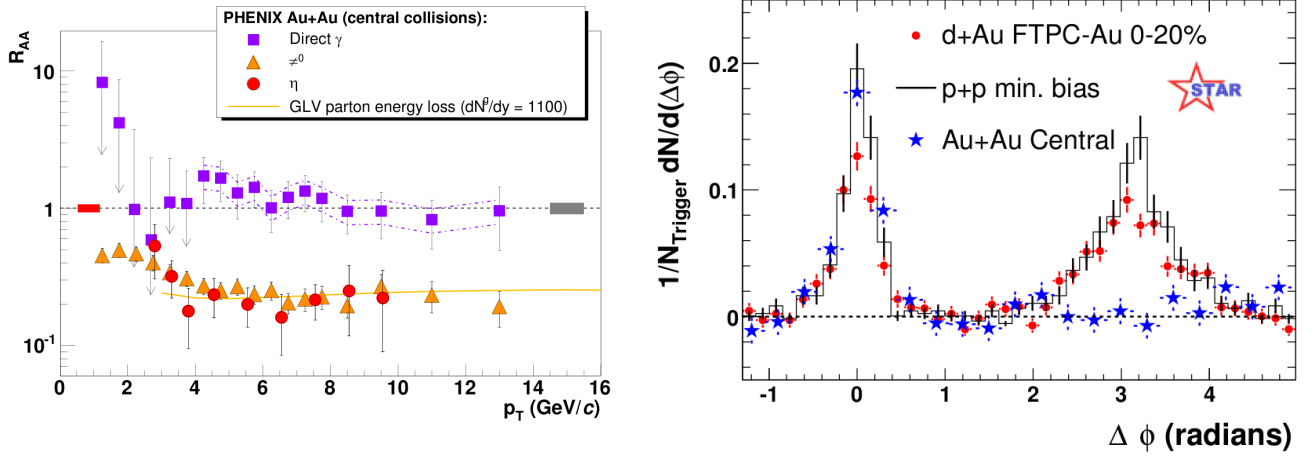 PHENIX Au+Au (central collisions):
Direct γ
≠⁰
η
GLV parton energy loss (dNᵍ/dy = 1100)
R_AA
10
1
10⁻¹
0 2 4 6 8 10 12 14 16
p_T (GeV/c)
d+Au FTPC-Au 0-20%
p+p min. bias
Au+Au Central
STAR
1/N_Trigger dN/d(Δφ)
0.2
0.1
0
-1 0 1 2 3 4
Δ φ (radians)